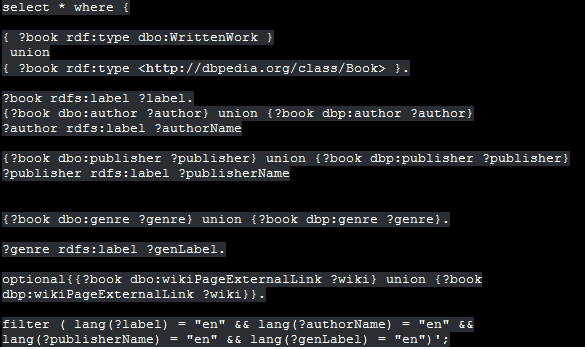 select * where {
{ ?book rdf:type dbo:WrittenWork }
union
{ ?book rdf:type <http://dbpedia.org/class/Book> }.
?book rdfs:label ?label.
{?book dbo:author ?author} union {?book dbp:author ?author}
?author rdfs:label ?authorName
{?book dbo:publisher ?publisher} union {?book dbp:publisher ?publisher}
?publisher rdfs:label ?publisherName
{?book dbo:genre ?genre} union {?book dbp:genre ?genre}.
?genre rdfs:label ?genLabel.
optional{{?book dbo:wikiPageExternalLink ?wiki} union {?book
dbp:wikiPageExternalLink ?wiki}}.
filter ( lang(?label) = "en" && lang(?authorName) = "en" &&
lang(?publisherName) = "en" && lang(?genLabel) = "en")';